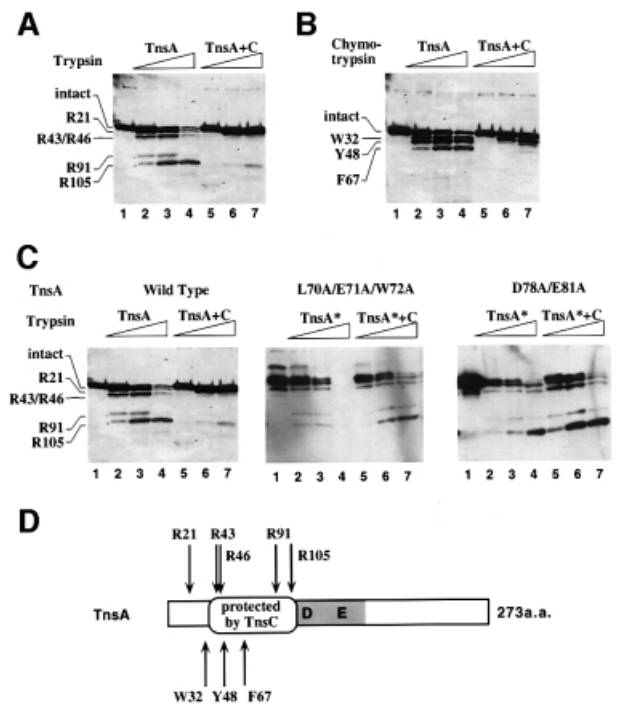 A
Trypsin
TnsA TnsA+C
intact
R21
R43/R46
R91
R105
1 2 3 4 5 6 7
B
Chymo-
trypsin
TnsA TnsA+C
intact
W32
Y48
F67
1 2 3 4 5 6 7
C
TnsA Wild Type L70A/E71A/W72A D78A/E81A
Trypsin TnsA TnsA+C TnsA* TnsA*+C TnsA* TnsA*+C
intact
R21
R43/R46
R91
R105
1 2 3 4 5 6 7 1 2 3 4 5 6 7 1 2 3 4 5 6 7
D
R21 R43 R91
R46 R105
TnsA protected D E 273a.a.
by TnsC
W32 Y48 F67